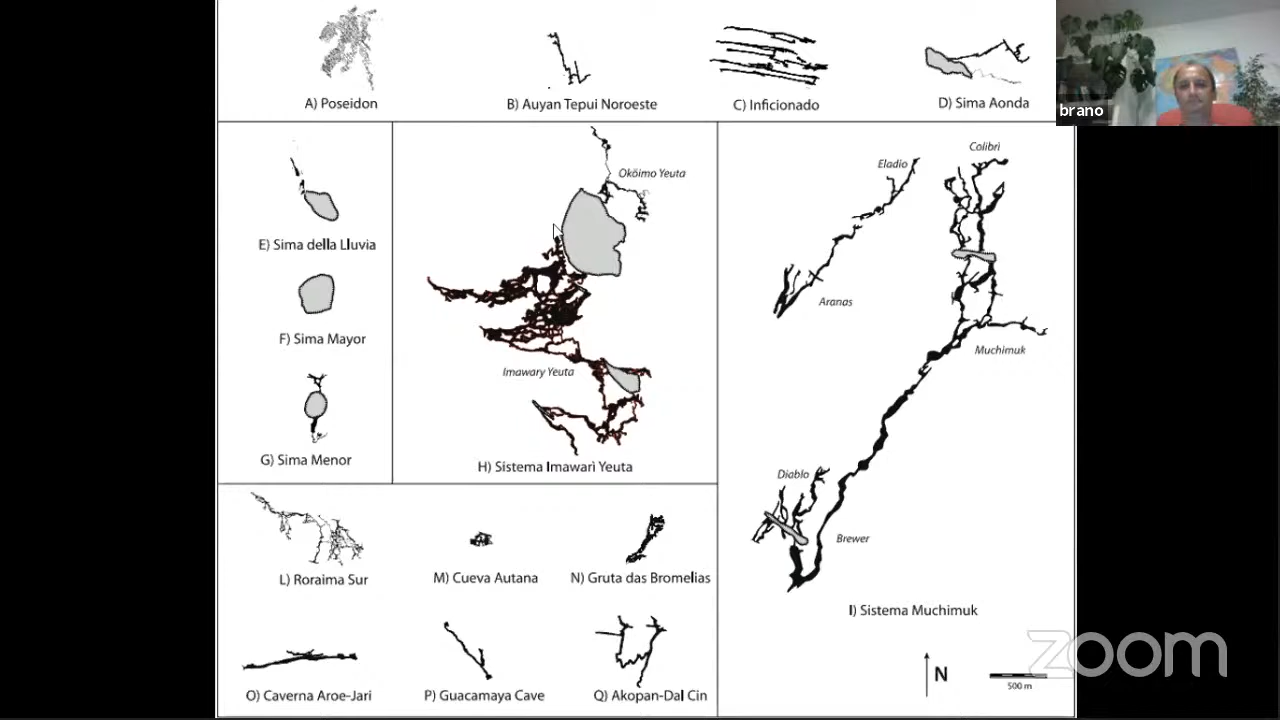 A) Poseidon
B) Auyan Tepui Noroeste
C) Inficionado
D) Sima Aonda
brano
E) Sima della Lluvia
F) Sima Mayor
G) Sima Menor
Oköimo Yeuta
Imawary Yeuta
H) Sistema Imawari Yeuta
Eladio
Colibrì
Aranas
Muchimuk
Diablo
Brewer
I) Sistema Muchimuk
L) Roraima Sur
M) Cueva Autana
N) Gruta das Bromelias
O) Caverna Aroe-Jari
P) Guacamaya Cave
Q) Akopan-Dal Cin
N
500 m
zoom